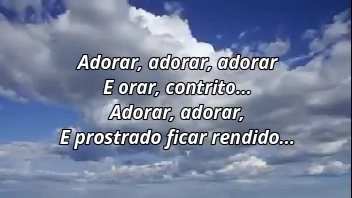 Adorar, adorar, adorar
E orar, contrito...
Adorar, adorar,
E prostrado ficar rendido...